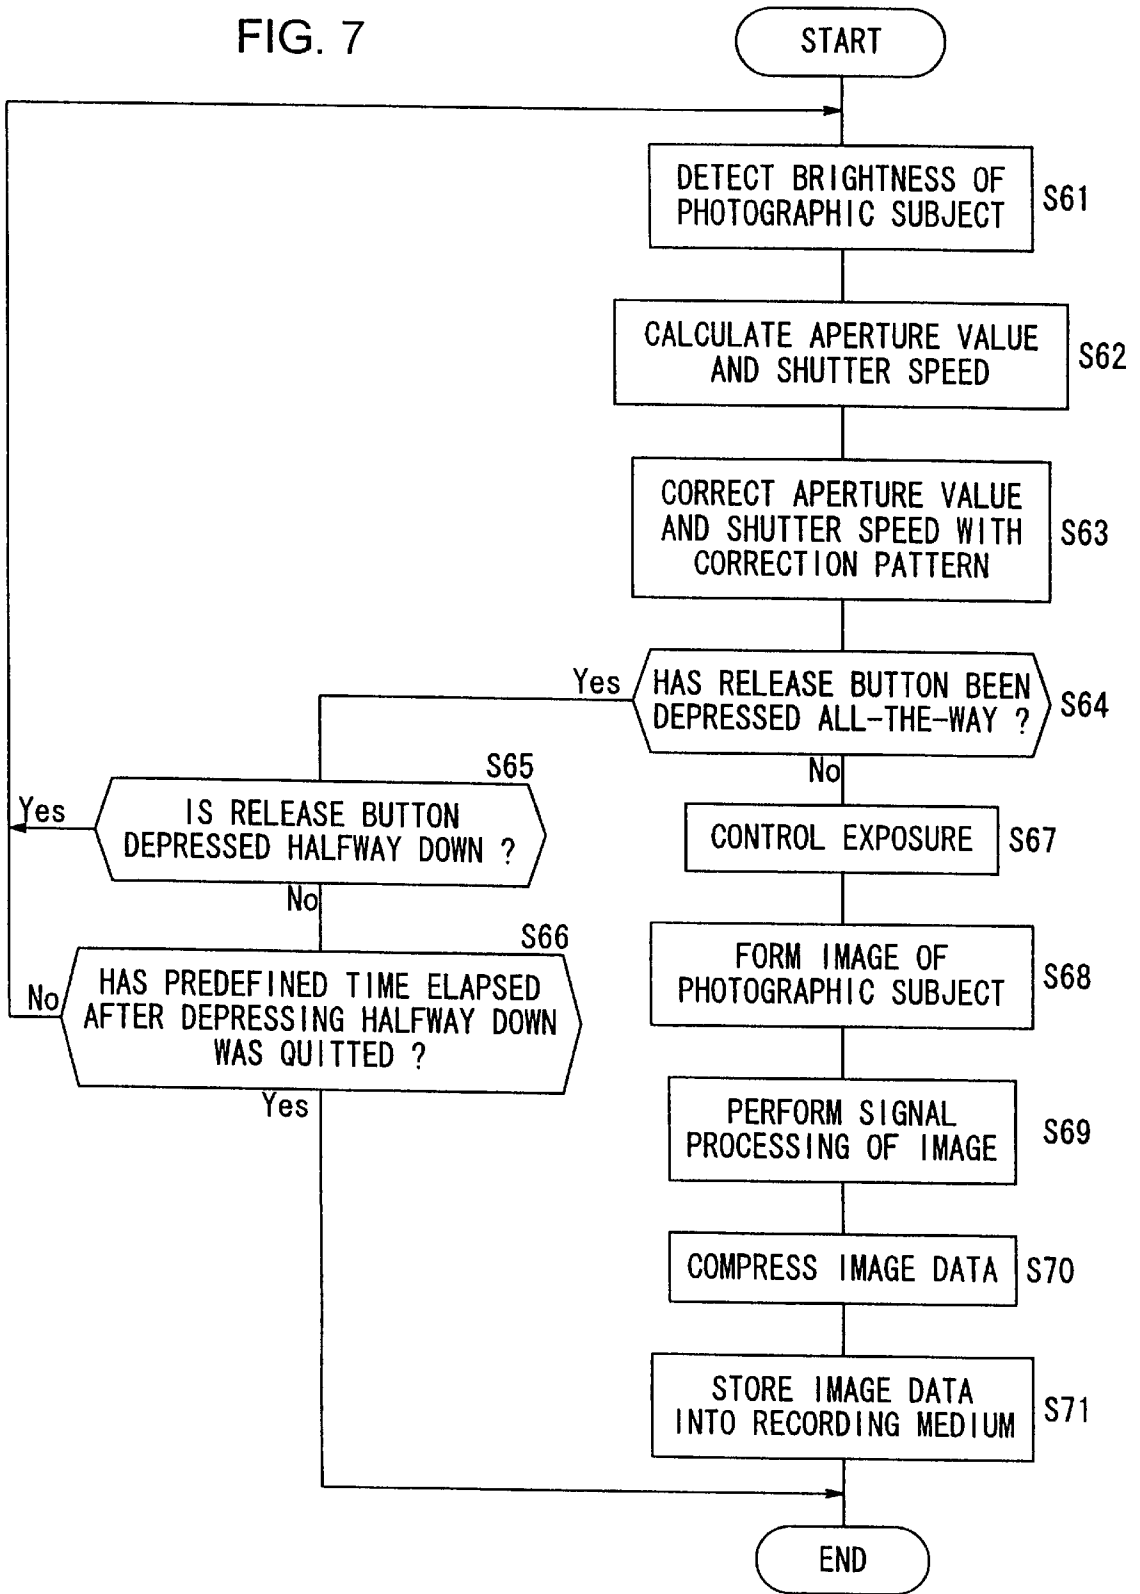 FIG. 7
START
DETECT BRIGHTNESS OF
PHOTOGRAPHIC SUBJECT
S61
CALCULATE APERTURE VALUE
AND SHUTTER SPEED
S62
CORRECT APERTURE VALUE
AND SHUTTER SPEED WITH
CORRECTION PATTERN
S63
HAS RELEASE BUTTON BEEN
DEPRESSED ALL-THE-WAY ?
S64
Yes
No
S65
IS RELEASE BUTTON
DEPRESSED HALFWAY DOWN ?
Yes
No
S66
HAS PREDEFINED TIME ELAPSED
AFTER DEPRESSING HALFWAY DOWN
WAS QUITTED ?
No
Yes
CONTROL EXPOSURE
S67
FORM IMAGE OF
PHOTOGRAPHIC SUBJECT
S68
PERFORM SIGNAL
PROCESSING OF IMAGE
S69
COMPRESS IMAGE DATA
S70
STORE IMAGE DATA
INTO RECORDING MEDIUM
S71
END